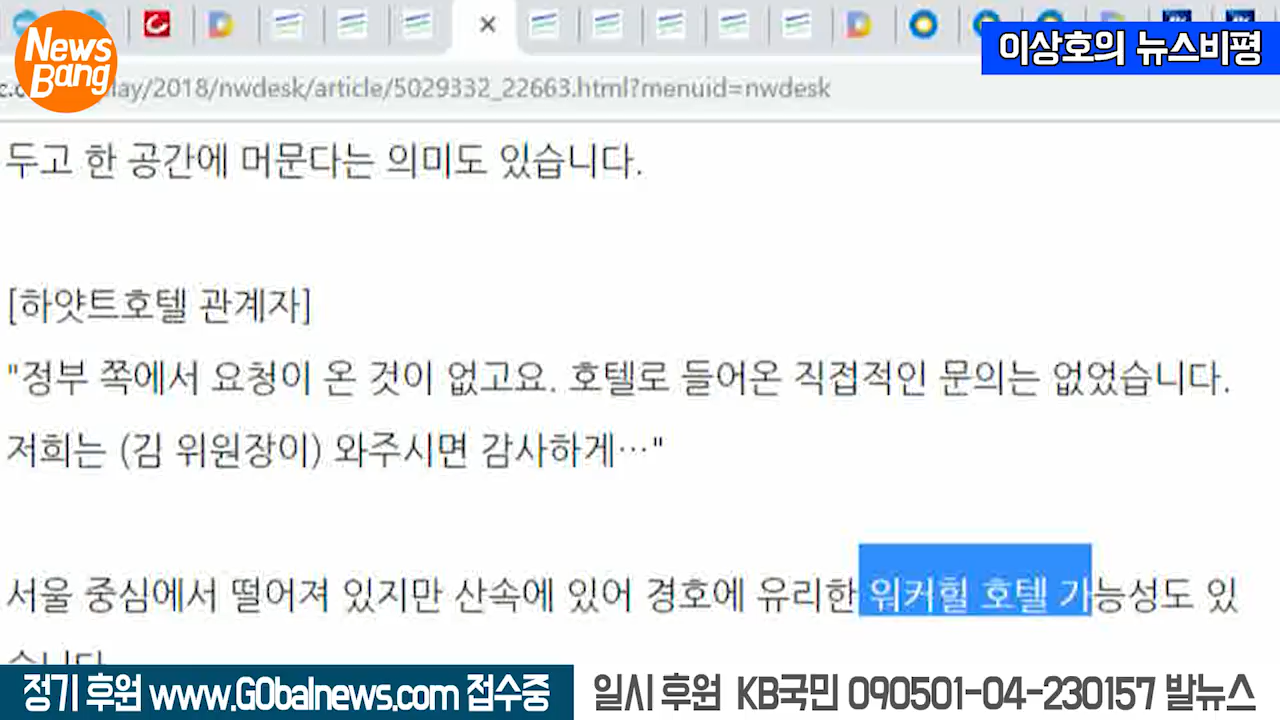 News
Bang
이상호의 뉴스비평
lay/2018/nwdesk/article/5029332_22663.html?menuid=nwdesk
두고 한 공간에 머문다는 의미도 있습니다.
[하얏트호텔 관계자]
"정부 쪽에서 요청이 온 것이 없고요. 호텔로 들어온 직접적인 문의는 없었습니다.
저희는 (김 위원장이) 와주시면 감사하게…"
서울 중심에서 떨어져 있지만 산속에 있어 경호에 유리한 워커힐 호텔 가능성도 있
습니다
정기 후원 www.GObalnews.com 접수중
일시 후원 KB국민 090501-04-230157 발뉴스